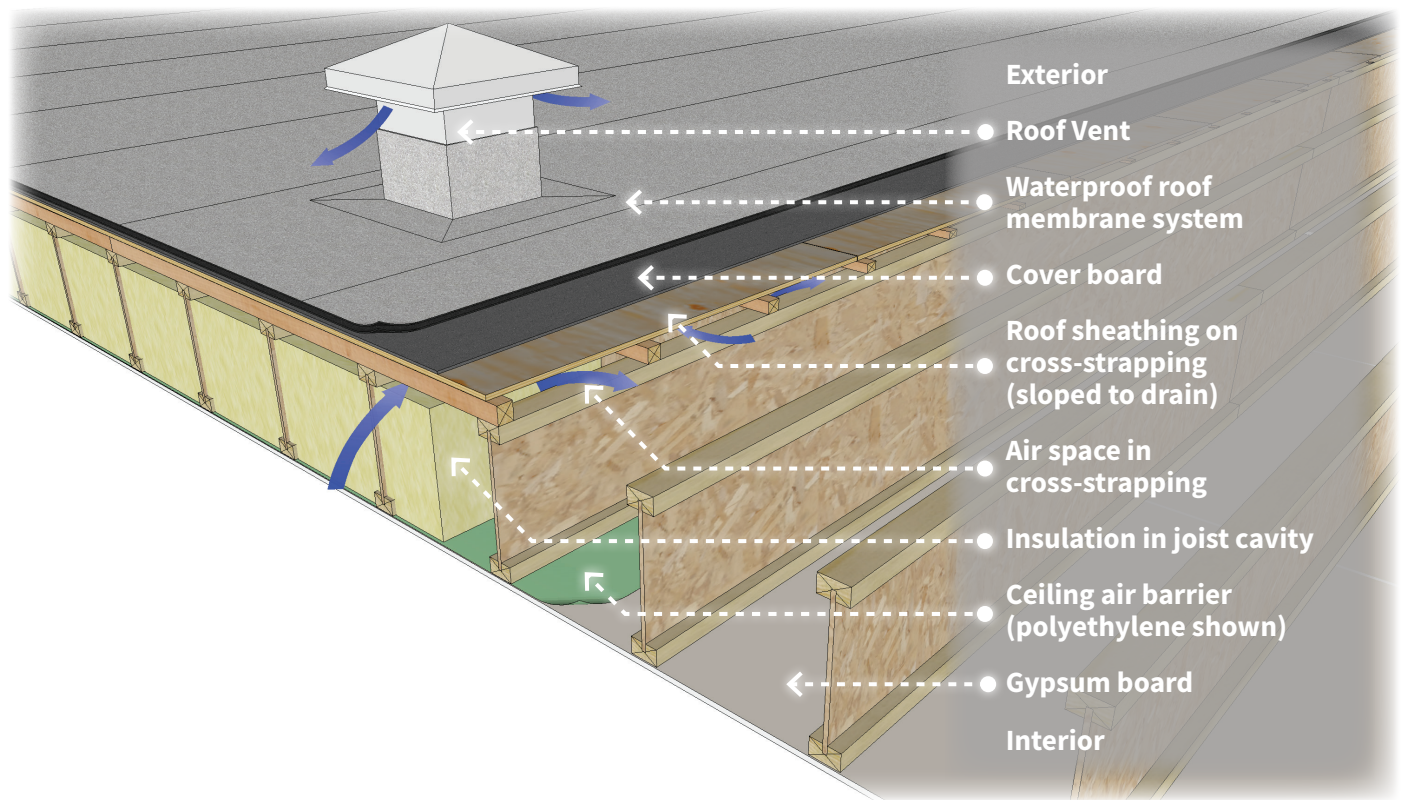 Exterior
Roof Vent
Waterproof roof
membrane system
Cover board
Roof sheathing on
cross-strapping
(sloped to drain)
Air space in
cross-strapping
Insulation in joist cavity
Ceiling air barrier
(polyethylene shown)
Gypsum board
Interior